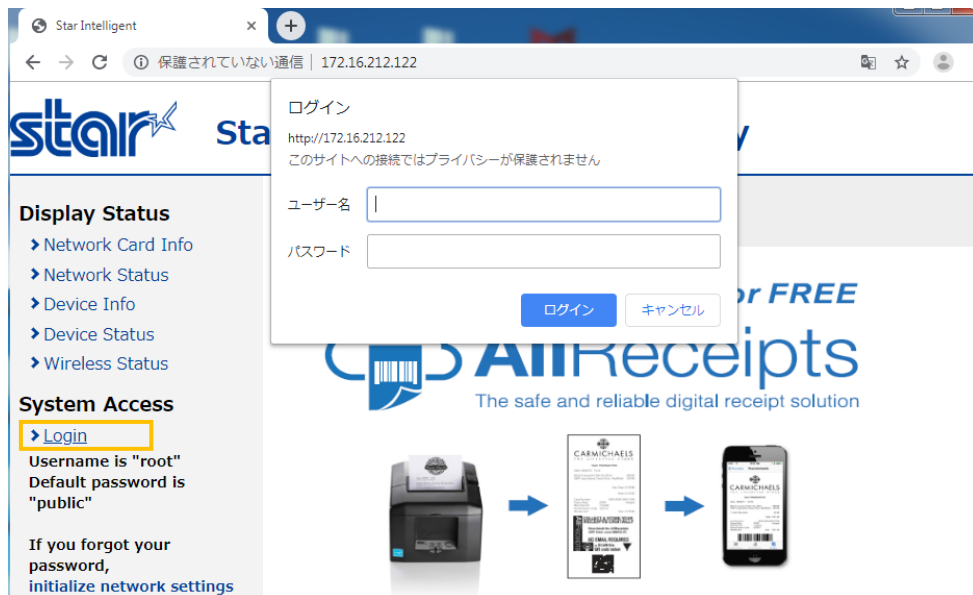 Star Intelligent
保護されていない通信 | 172.16.212.122
star
Sta
y
ログイン
http://172.16.212.122
このサイトへの接続ではプライバシーが保護されません
ユーザー名
パスワード
ログイン
キャンセル
Display Status
Network Card Info
Network Status
Device Info
Device Status
Wireless Status
System Access
Login
Username is "root"
Default password is
"public"
If you forgot your
password,
initialize network settings
or FREE
AllReceipts
The safe and reliable digital receipt solution
CARMICHAELS
CARMICHAELS